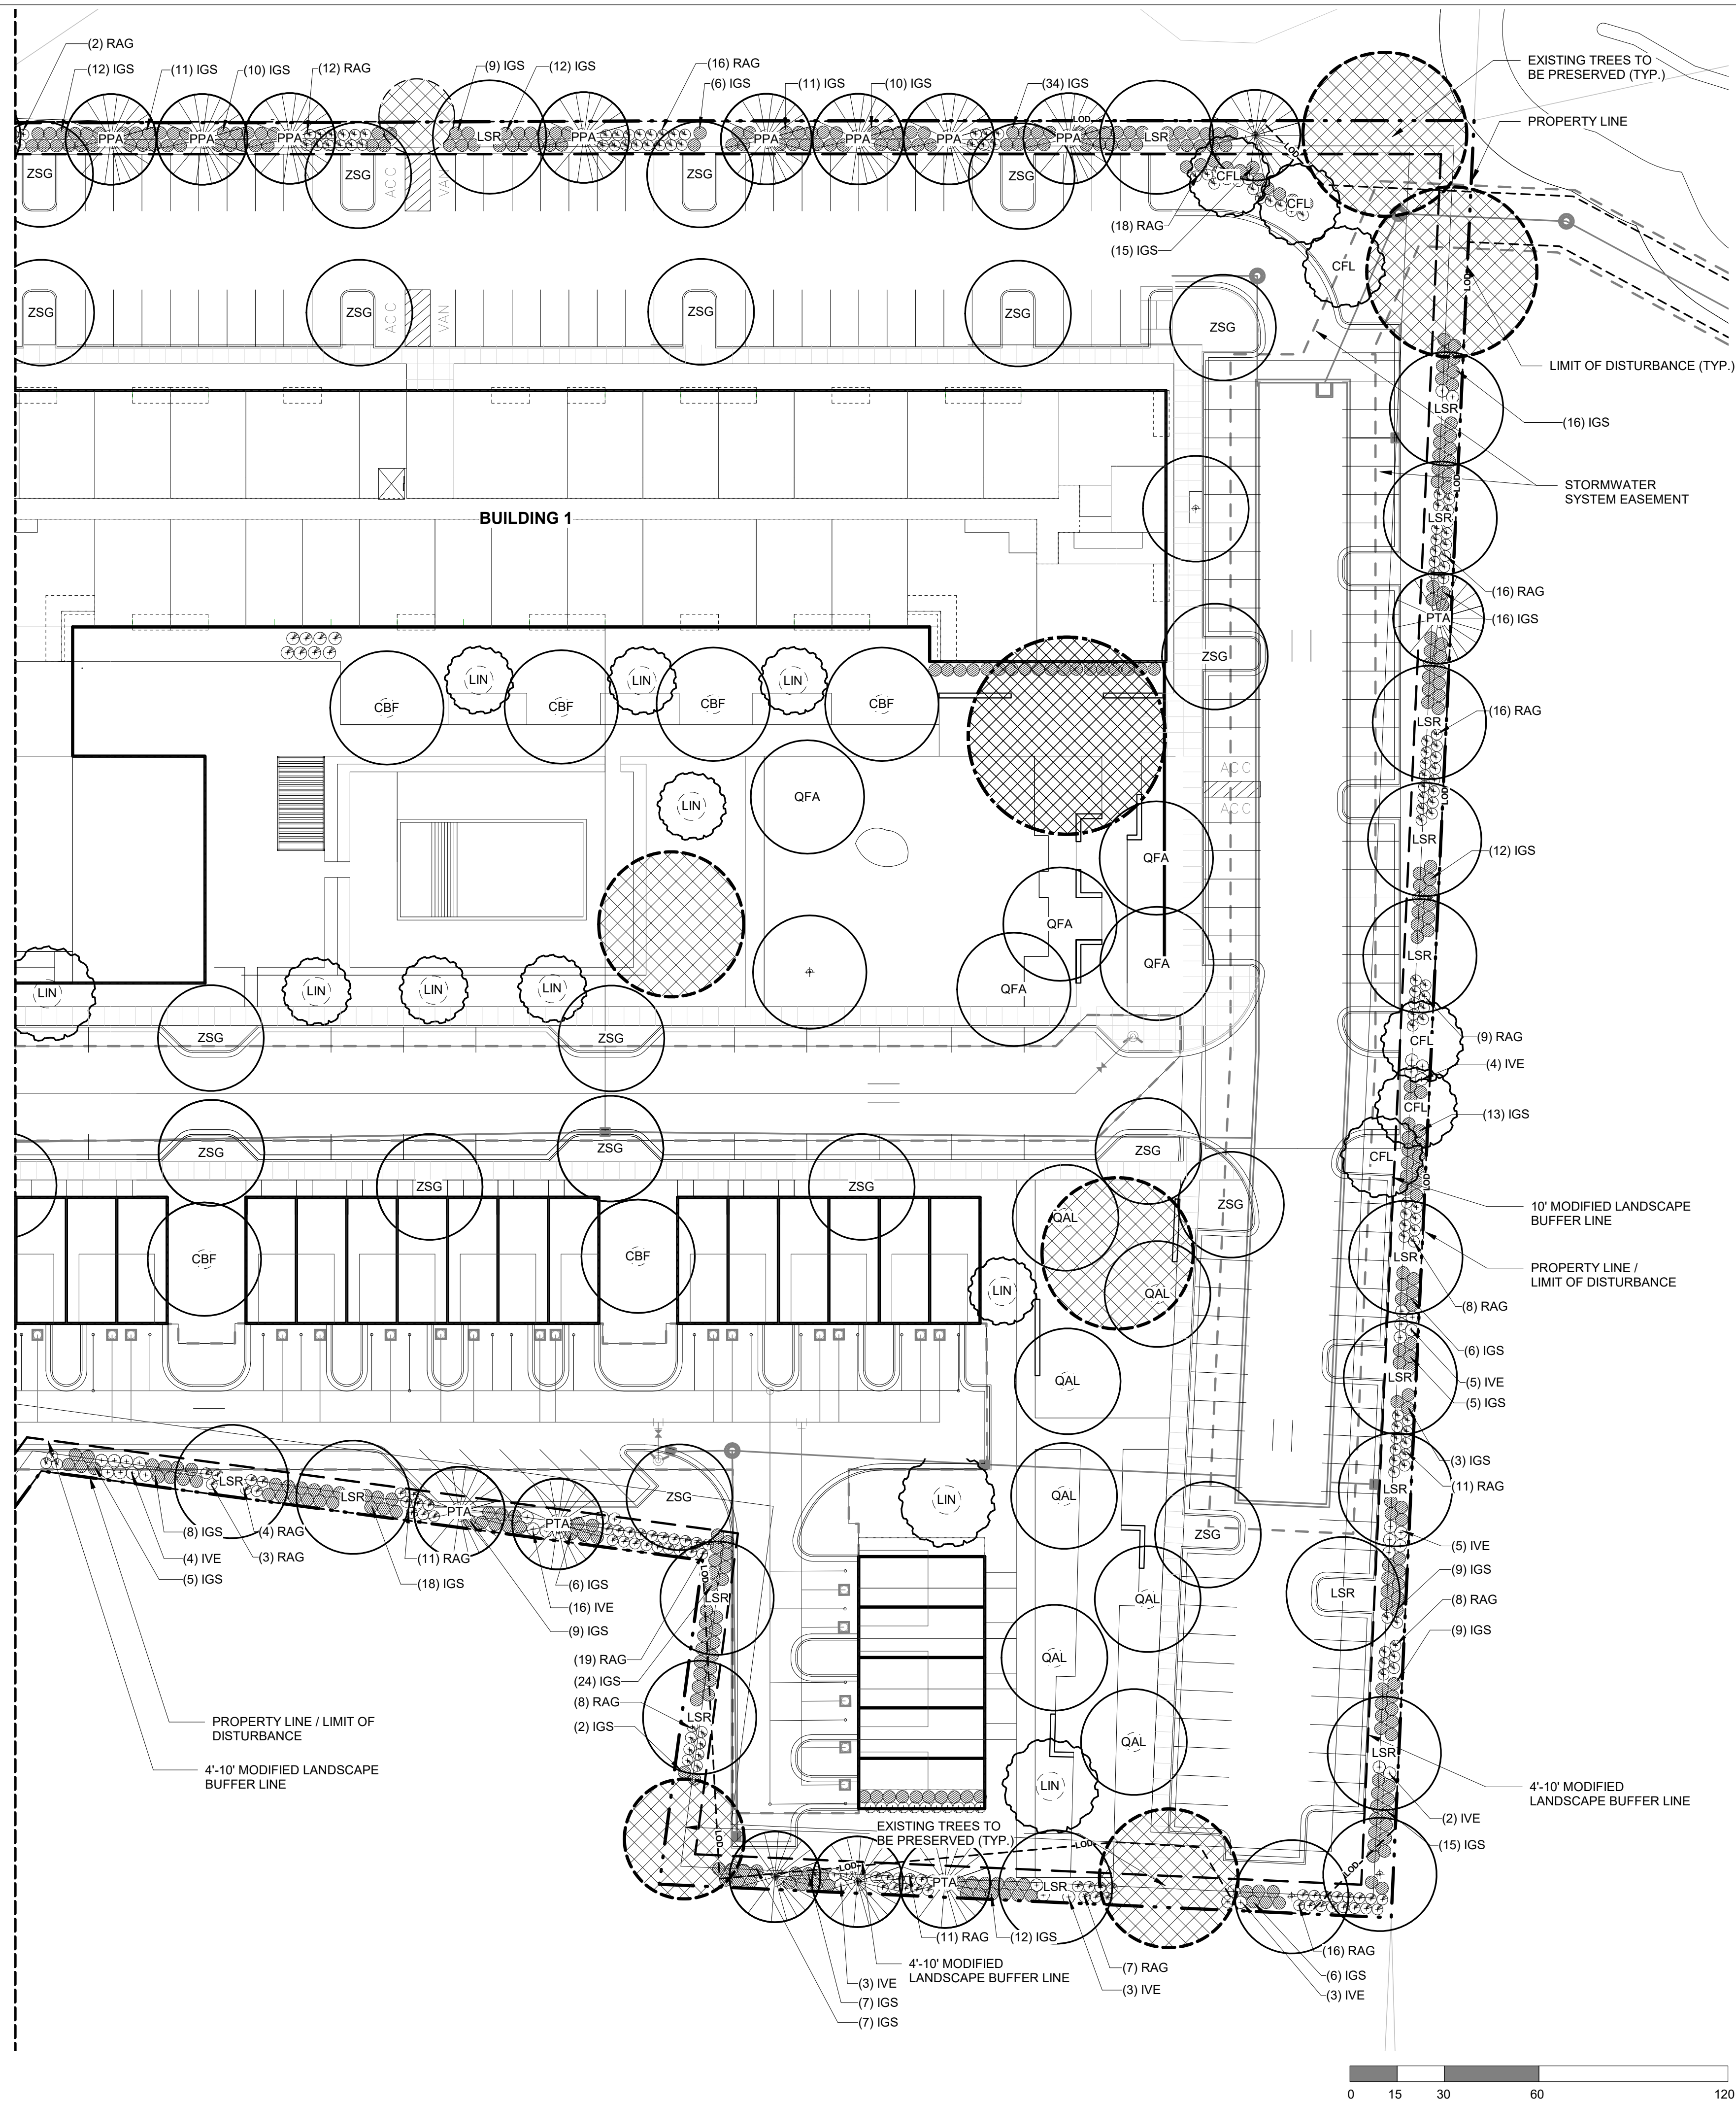 (2) RAG
(12) IGS
(11) IGS
(10) IGS
(12) RAG
(9) IGS
(12) IGS
(16) RAG
(6) IGS
(11) IGS
(10) IGS
(34) IGS
EXISTING TREES TO
BE PRESERVED (TYP.)
PROPERTY LINE
LOD
PPA
PPA
PPA
LSR
PPA
PPA
PPA
PPA
PPA
LSR
LOD
ZSG
ZSG
ACC
VAN
ZSG
ZSG
CFL
CFL
(18) RAG
(15) IGS
CFL
LOD
ZSG
ZSG
ACC
VAN
ZSG
ZSG
ZSG
LIMIT OF DISTURBANCE (TYP.)
LSR
(16) IGS
LOD
STORMWATER
SYSTEM EASEMENT
BUILDING 1
LSR
(16) RAG
(16) IGS
PTA
ZSG
LIN
LIN
LIN
CBF
CBF
CBF
CBF
LSR
(16) RAG
ACC
ACC
LIN
QFA
LOD
LSR
(12) IGS
QFA
QFA
LSR
QFA
QFA
LIN
LIN
LIN
LIN
ZSG
ZSG
CFL
(9) RAG
(4) IVE
CFL
(13) IGS
ZSG
ZSG
ZSG
CFL
LOD
ZSG
ZSG
ZSG
QAL
10' MODIFIED LANDSCAPE
BUFFER LINE
CBF
CBF
LSR
PROPERTY LINE /
LIMIT OF DISTURBANCE
LIN
QAL
(8) RAG
(6) IGS
QAL
LSR
(5) IVE
(5) IGS
(3) IGS
(11) RAG
LSR
LSR
LSR
PTA
PTA
ZSG
LIN
QAL
ZSG
(8) IGS
(4) RAG
(4) IVE
(3) RAG
(5) IGS
(11) RAG
(18) IGS
(6) IGS
(16) IVE
(9) IGS
LOD
LSR
QAL
LSR
(5) IVE
(9) IGS
(8) RAG
(9) IGS
(19) RAG
(24) IGS
(8) RAG
(2) IGS
LSR
QAL
QAL
LSR
PROPERTY LINE / LIMIT OF
DISTURBANCE
4'-10' MODIFIED LANDSCAPE
BUFFER LINE
LIN
4'-10' MODIFIED
LANDSCAPE BUFFER LINE
(2) IVE
(15) IGS
EXISTING TREES TO
BE PRESERVED (TYP.)
LOD
LOD
LOD
LOD
PTA
LSR
(11) RAG
(12) IGS
(16) RAG
4'-10' MODIFIED
LANDSCAPE BUFFER LINE
(7) RAG
(6) IGS
(3) IVE
(3) IVE
(3) IVE
(7) IGS
(7) IGS
0 15 30 60 120